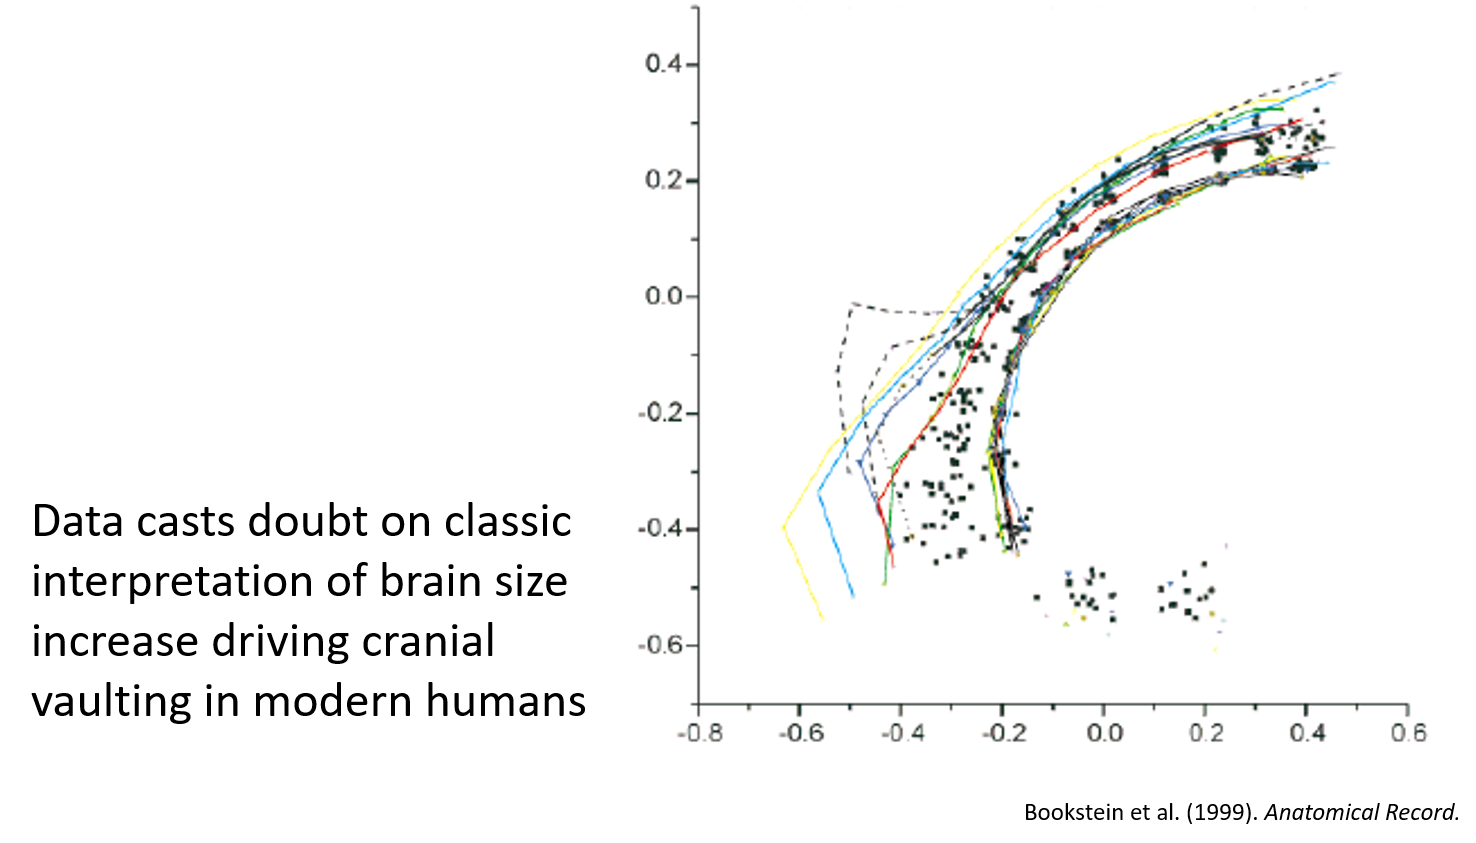 0.4
0.2
0.0
-0.2
-0.4
-0.6
-0.8 -0.6 -0.4 -0.2 0.0 0.2 0.4 0.6
Data casts doubt on classic
interpretation of brain size
increase driving cranial
vaulting in modern humans
Bookstein et al. (1999). Anatomical Record.